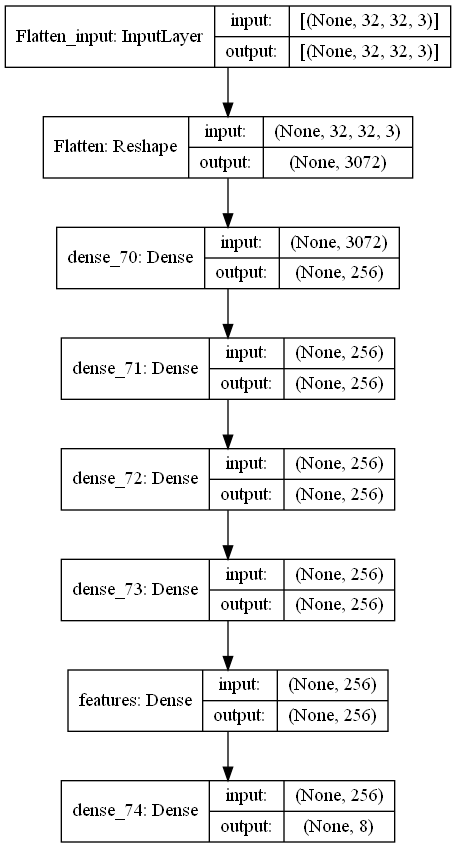 Flatten_input: InputLayer
input:
[(None, 32, 32, 3)]
output:
[(None, 32, 32, 3)]
Flatten: Reshape
input:
(None, 32, 32, 3)
output:
(None, 3072)
dense_70: Dense
input:
(None, 3072)
output:
(None, 256)
dense_71: Dense
input:
(None, 256)
output:
(None, 256)
dense_72: Dense
input:
(None, 256)
output:
(None, 256)
dense_73: Dense
input:
(None, 256)
output:
(None, 256)
features: Dense
input:
(None, 256)
output:
(None, 256)
dense_74: Dense
input:
(None, 256)
output:
(None, 8)